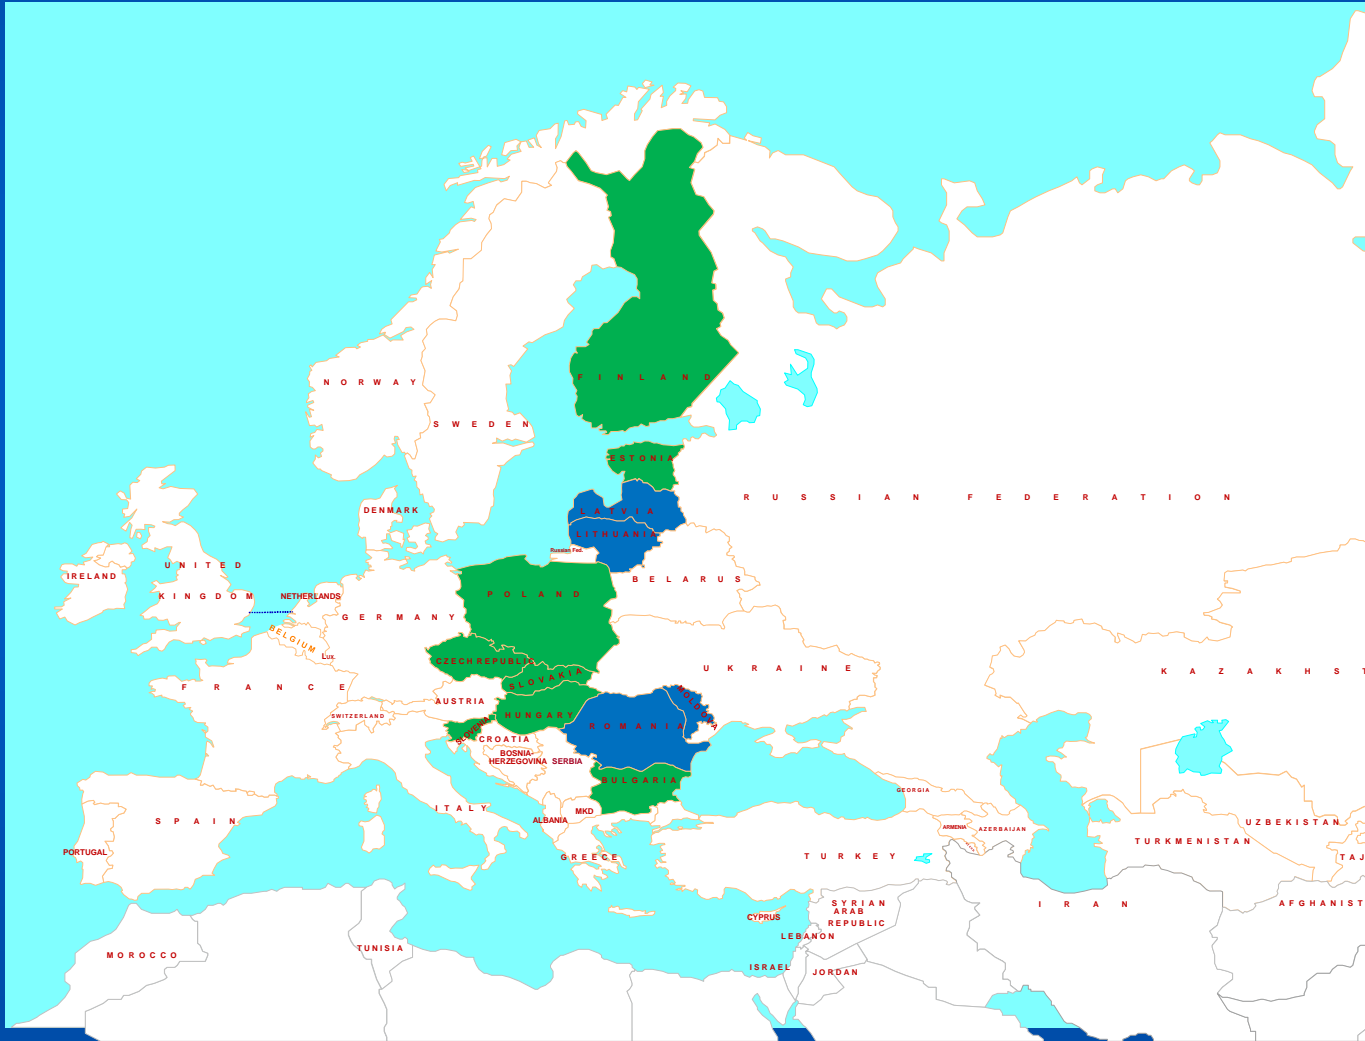 NORWAY
FINLAND
SWEDEN
ESTONIA
RUSSIAN FEDERATION
LATVIA
DENMARK
LITHUANIA
Russian Fed.
UNITED
KINGDOM
IRELAND
BELARUS
NETHERLANDS
POLAND
GERMANY
BELGIUM
Lux.
CZECH REPUBLIC
SLOVAKIA
UKRAINE
KAZAKHST
FRANCE
AUSTRIA
MOLDOVA
SWITZERLAND
HUNGARY
SLOVENIA
ROMANIA
CROATIA
BOSNIA-
HERZEGOVINA
SERBIA
BULGARIA
GEORGIA
ITALY
MKD
ALBANIA
SPAIN
PORTUGAL
GREECE
TURKEY
ARMENIA
AZERBAIJAN
UZBEKISTAN
TURKMENISTAN
TAJ
SYRIAN
ARAB
REPUBLIC
IRAN
AFGHANIST
CYPRUS
LEBANON
TUNISIA
MOROCCO
ISRAEL
JORDAN